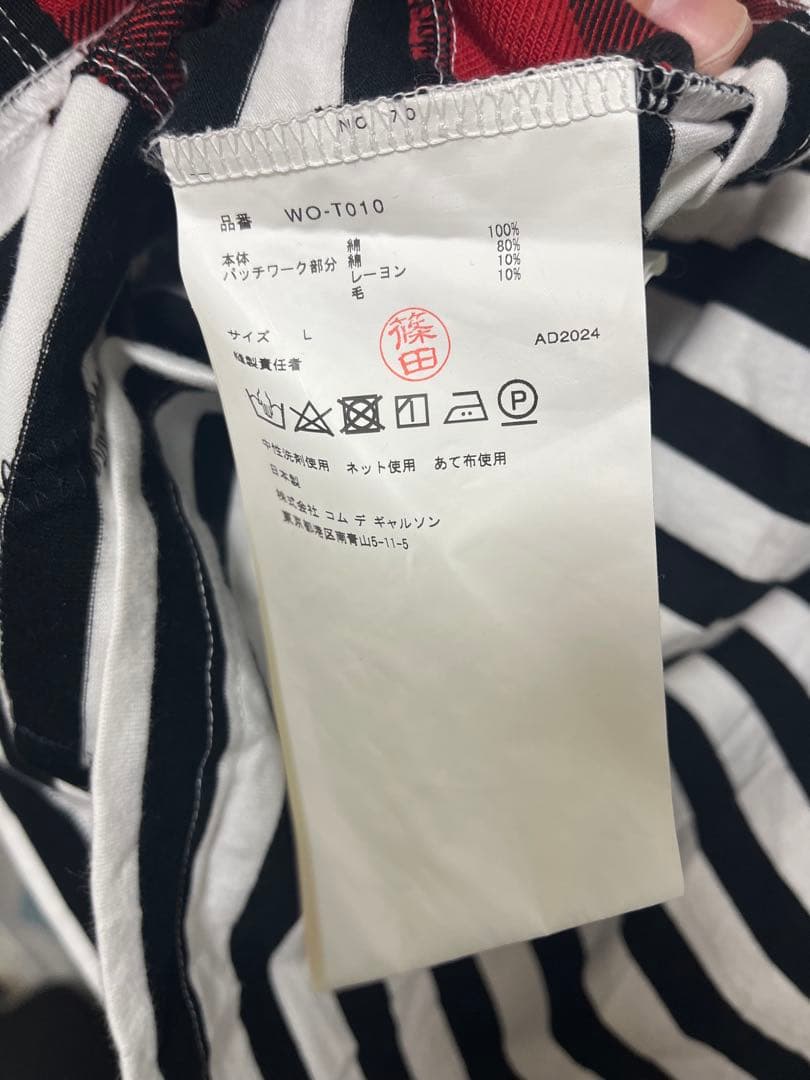 NO 70
品番 WO-T010
本体 綿 100%
パッチワーク部分 綿 80%
レーヨン 10%
毛 10%
サイズ L
篠田
AD2024
縫製責任者
P
中性洗剤使用 ネット使用 あて布使用
日本製
株式会社 コム デ ギャルソン
東京都港区南青山5-11-5